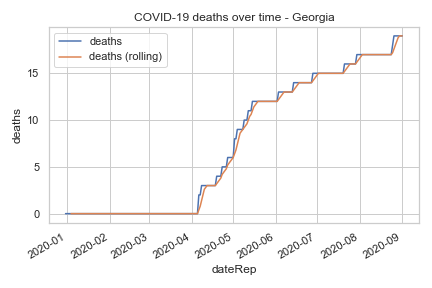 COVID-19 deaths over time - Georgia
deaths
deaths (rolling)
deaths
15
10
5
0
2020-01
2020-02
2020-03
2020-04
2020-05
2020-06
2020-07
2020-08
2020-09
dateRep